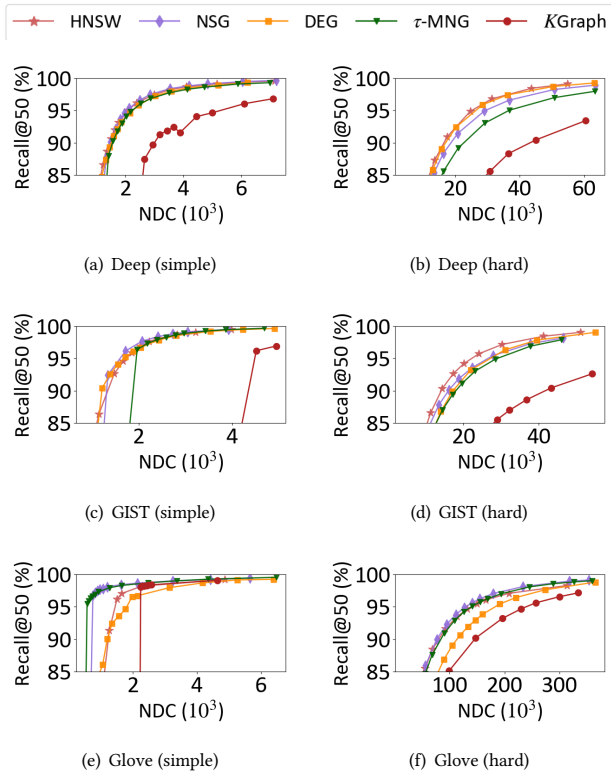 HNSW NSG DEG τ-MNG KGraph
Recall@50 (%)
100
95
90
85
2 4 6
NDC (10³)
(a) Deep (simple)
Recall@50 (%)
100
95
90
85
20 40 60
NDC (10³)
(b) Deep (hard)
Recall@50 (%)
100
95
90
85
2 4
NDC (10³)
(c) GIST (simple)
Recall@50 (%)
100
95
90
85
20 40
NDC (10³)
(d) GIST (hard)
Recall@50 (%)
100
95
90
85
2 4 6
NDC (10³)
(e) Glove (simple)
Recall@50 (%)
100
95
90
85
100 200 300
NDC (10³)
(f) Glove (hard)